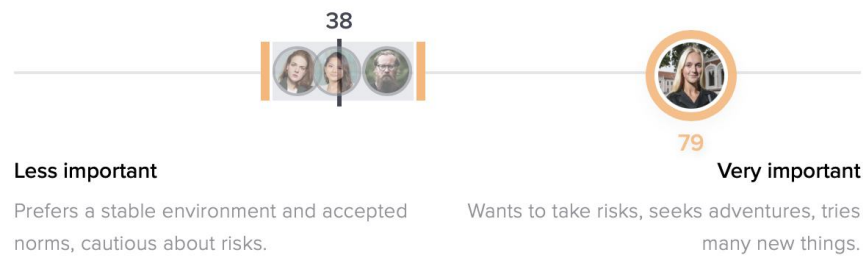 38
79
Less important
Very important
Prefers a stable environment and accepted
norms, cautious about risks.
Wants to take risks, seeks adventures, tries
many new things.